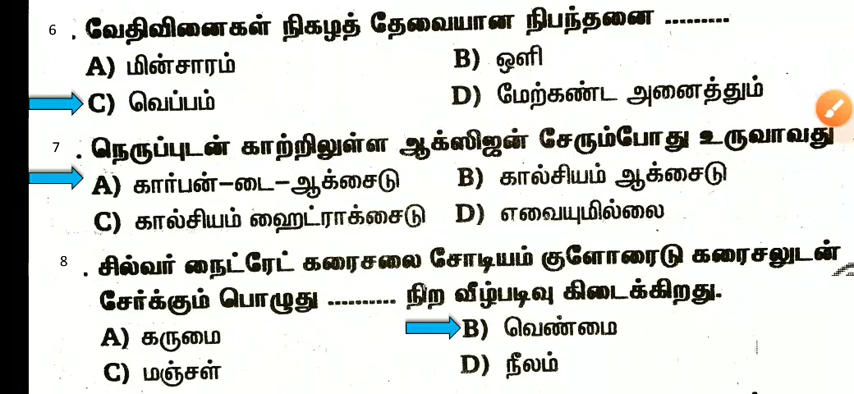 6 . வேதிவினைகள் நிகழத் தேவையான நிபந்தனை ..........
A) மின்சாரம் B) ஒளி
C) வெப்பம் D) மேற்கண்ட அனைத்தும்
7 . நெருப்புடன் காற்றிலுள்ள ஆக்ஸிஜன் சேரும்போது உருவாவது
A) கார்பன்-டை-ஆக்சைடு B) கால்சியம் ஆக்சைடு
C) கால்சியம் ஹைட்ராக்சைடு D) எவையுமில்லை
8 . சில்வர் நைட்ரேட் கரைசலை சோடியம் குளோரைடு கரைசலுடன்
சேர்க்கும் பொழுது .......... நிற வீழ்படிவு கிடைக்கிறது.
A) கருமை B) வெண்மை
C) மஞ்சள் D) நீலம்